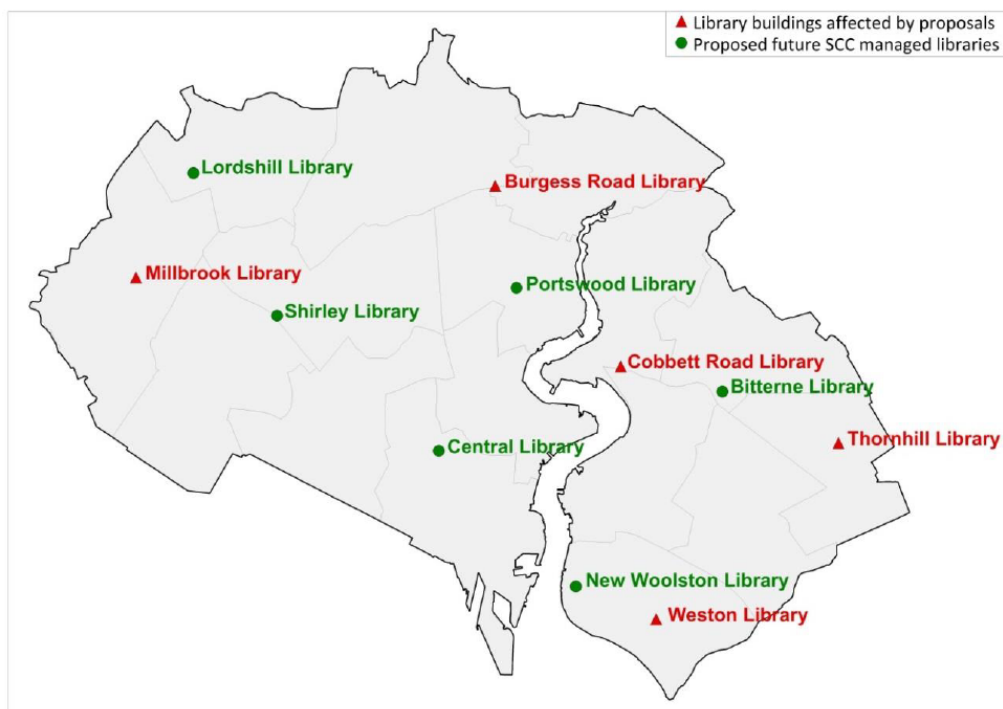 Library buildings affected by proposals
Proposed future SCC managed libraries
Lordshill Library
Burgess Road Library
Millbrook Library
Portswood Library
Shirley Library
Cobbett Road Library
Bitterne Library
Thornhill Library
Central Library
New Woolston Library
Weston Library